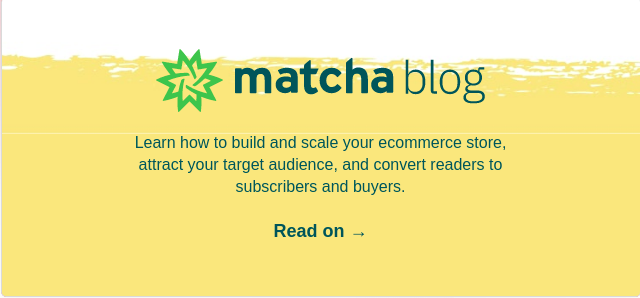 matcha blog
Learn how to build and scale your ecommerce store,
attract your target audience, and convert readers to
subscribers and buyers.
Read on →